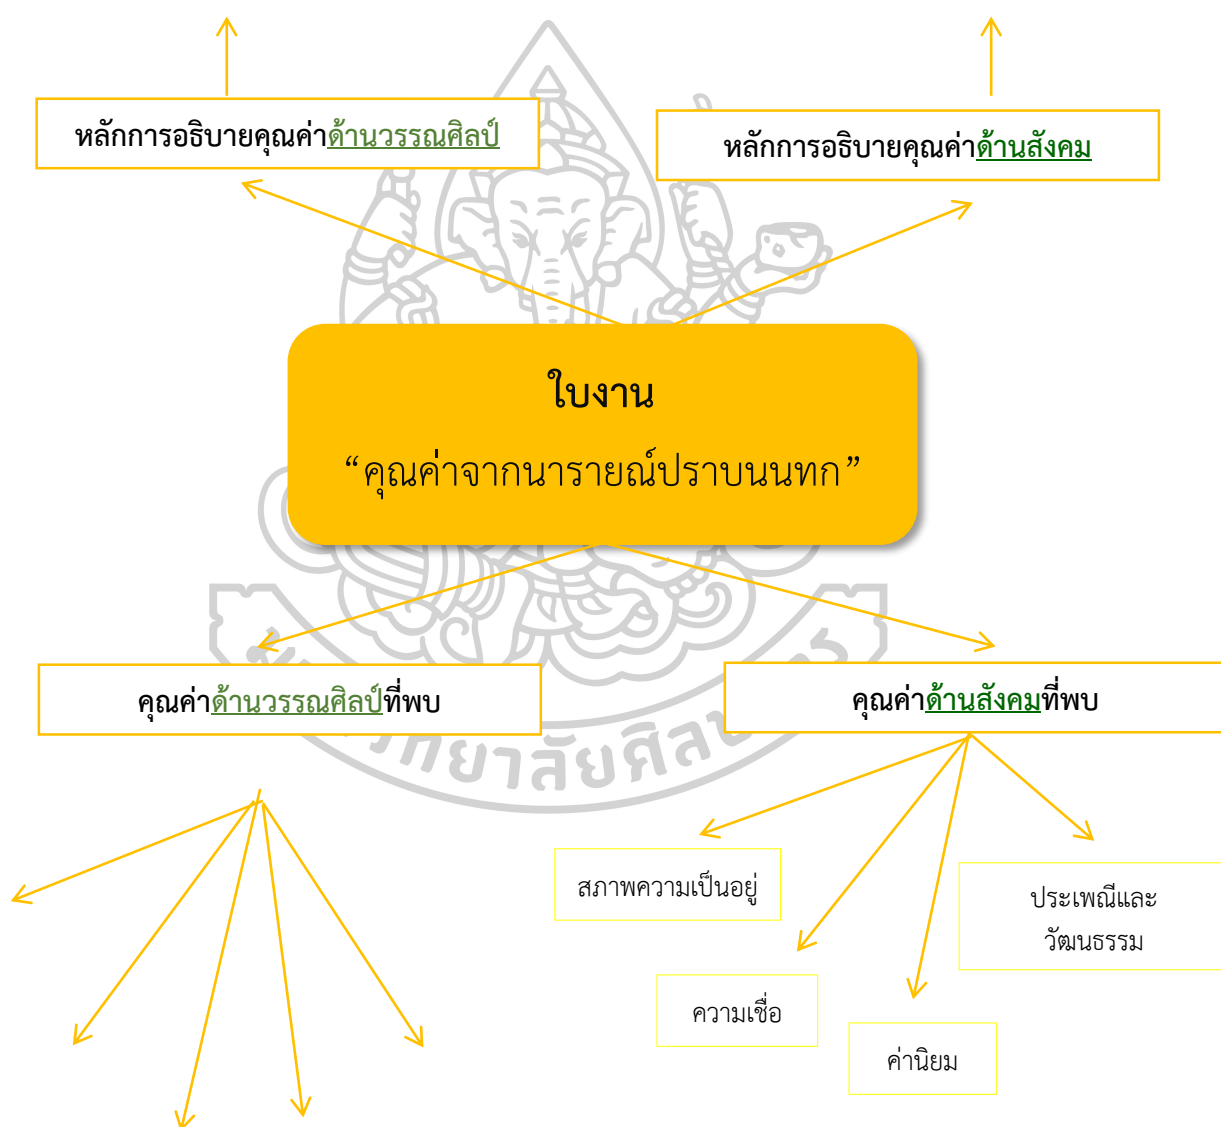 หลักการอธิบายคุณค่าด้านวรรณศิลป์
หลักการอธิบายคุณค่าด้านสังคม
ใบงาน
“คุณค่าจากนารายณ์ปราบนนทก”
คุณค่าด้านวรรณศิลป์ที่พบ
คุณค่าด้านสังคมที่พบ
สภาพความเป็นอยู่
ประเพณีและ
วัฒนธรรม
ความเชื่อ
ค่านิยม